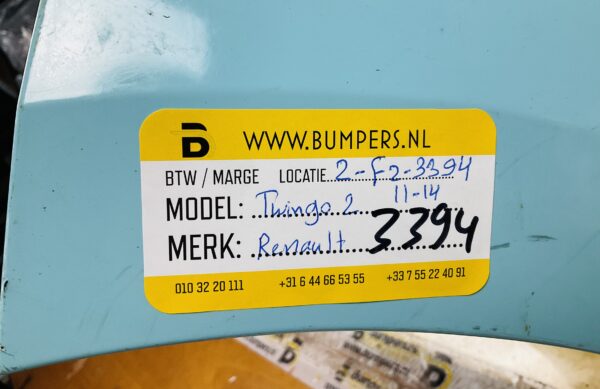 WWW.BUMPERS.NL
BTW / MARGE LOCATIE 2-F2-3394
MODEL: Twingo 2 11-14
MERK: Renault 3394
010 32 20 111 +31 6 44 66 53 55 +33 7 55 22 40 91